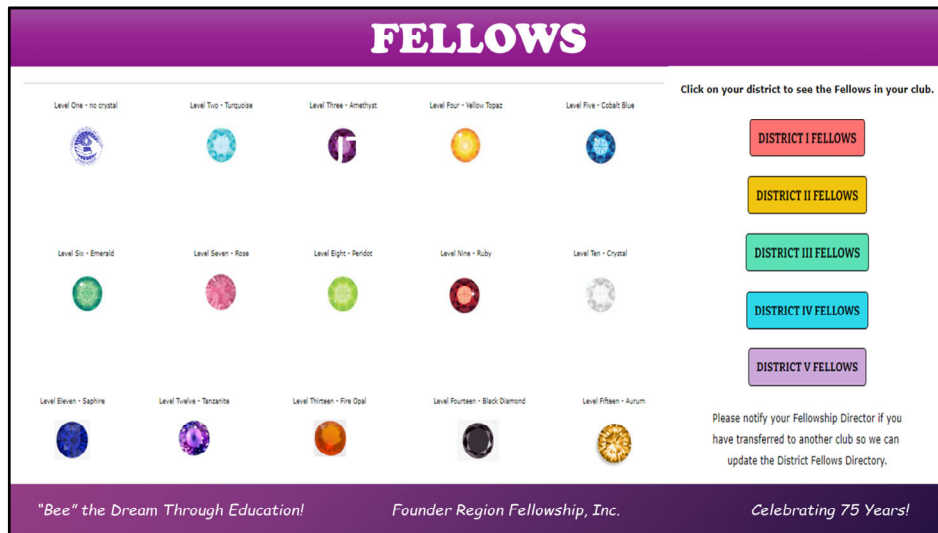 FELLOWS
Level One - no crystal
Level Two - Turquoise
Level Three - Amethyst
Level Four - Yellow Topaz
Level Five - Cobalt Blue
Level Six - Emerald
Level Seven - Rose
Level Eight - Peridot
Level Nine - Ruby
Level Ten - Crystal
Level Eleven - Saphire
Level Twelve - Tanzanite
Level Thirteen - Fire Opal
Level Fourteen - Black Diamond
Level Fifteen - Aurum
Click on your district to see the Fellows in your club.
DISTRICT I FELLOWS
DISTRICT II FELLOWS
DISTRICT III FELLOWS
DISTRICT IV FELLOWS
DISTRICT V FELLOWS
Please notify your Fellowship Director if you
have transferred to another club so we can
update the District Fellows Directory.
"Bee" the Dream Through Education!
Founder Region Fellowship, Inc.
Celebrating 75 Years!